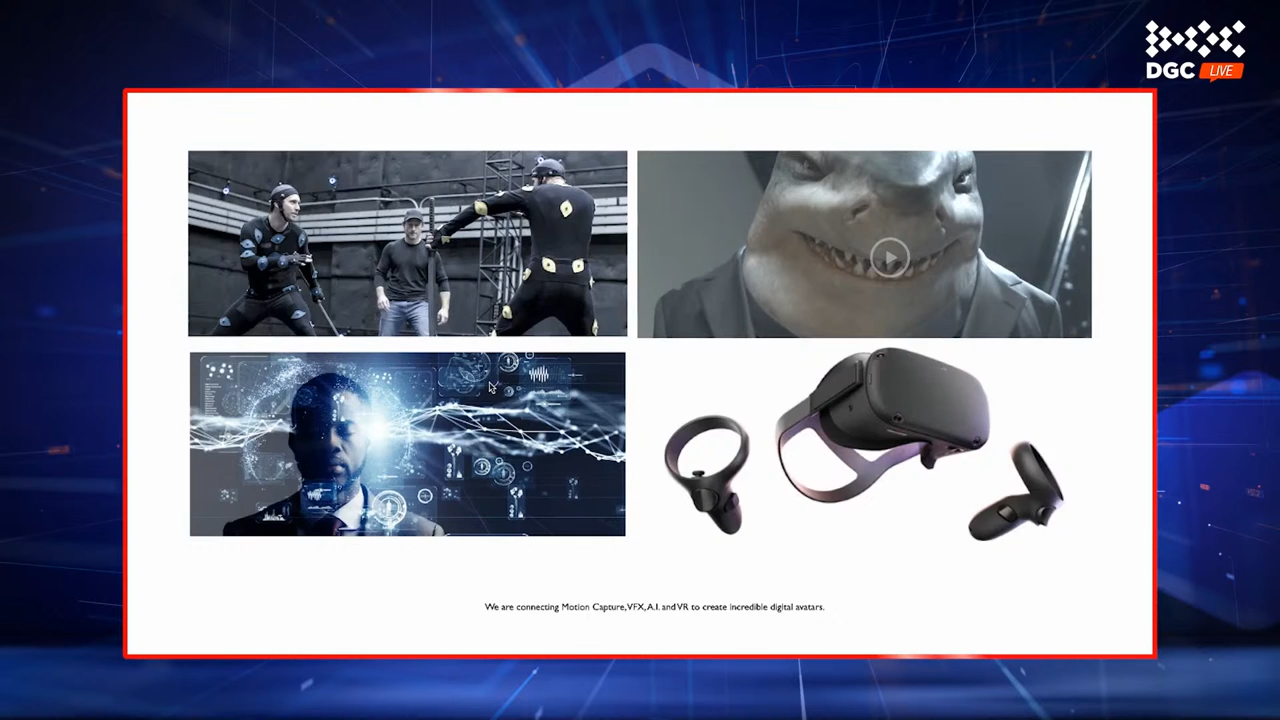 DGC LIVE
We are connecting Motion Capture, VFX, A.I. and VR to create incredible digital avatars.